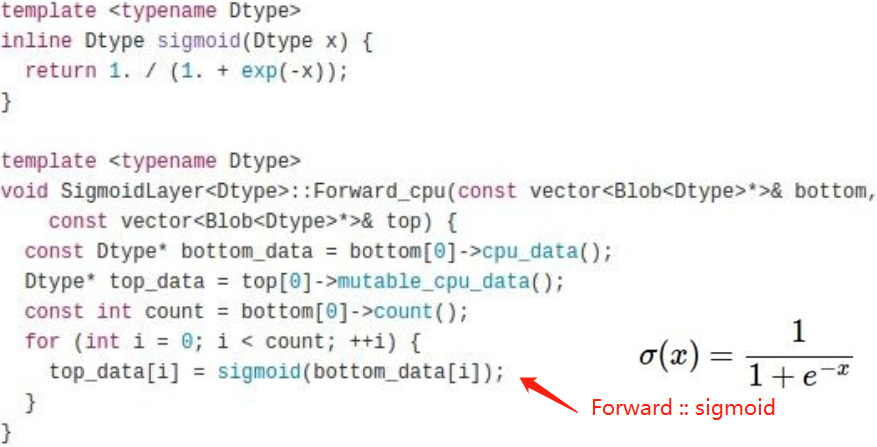 template <typename Dtype>
inline Dtype sigmoid(Dtype x) {
  return 1. / (1. + exp(-x));
}

template <typename Dtype>
void SigmoidLayer<Dtype>::Forward_cpu(const vector<Blob<Dtype>*>& bottom,
    const vector<Blob<Dtype>*>& top) {
  const Dtype* bottom_data = bottom[0]->cpu_data();
  Dtype* top_data = top[0]->mutable_cpu_data();
  const int count = bottom[0]->count();
  for (int i = 0; i < count; ++i) {
    top_data[i] = sigmoid(bottom_data[i]);
  }
}
σ(x) = 1 / (1 + e^{-x})
Forward :: sigmoid